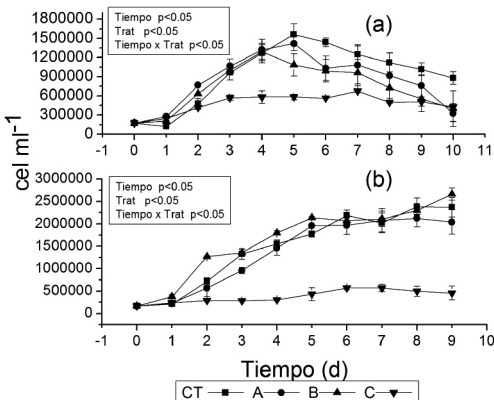 (a)
Tiempo p<0.05
Trat p<0.05
Tiempo x Trat p<0.05
1800000
1500000
1200000
900000
600000
300000
0
-1 0 1 2 3 4 5 6 7 8 9 10 11
cel ml-1
(b)
Tiempo p<0.05
Trat p<0.05
Tiempo x Trat p<0.05
3000000
2500000
2000000
1500000
1000000
500000
0
-1 0 1 2 3 4 5 6 7 8 9 10
Tiempo (d)
CT A B C